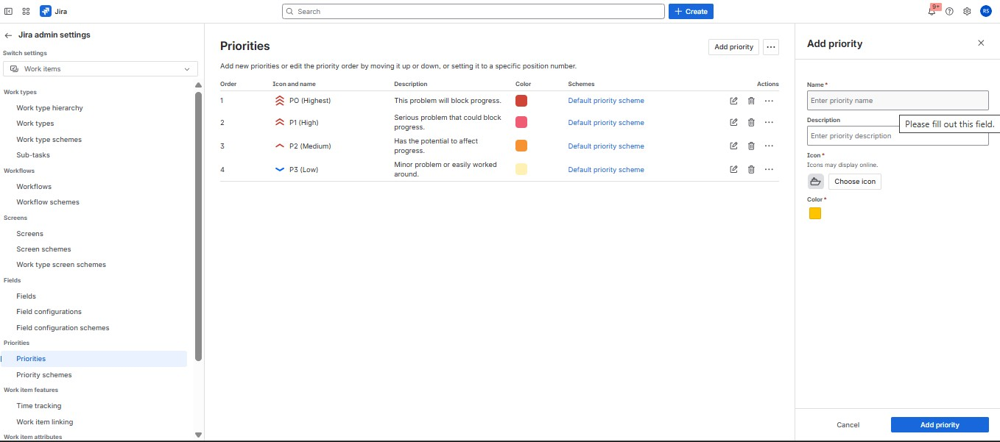 Jira
Search
Create
9+
RS
Jira admin settings
Switch settings
Work items
Work types
Work type hierarchy
Work types
Work type schemes
Sub-tasks
Workflows
Workflows
Workflow schemes
Screens
Screens
Screen schemes
Work type screen schemes
Fields
Fields
Field configurations
Field configuration schemes
Priorities
Priorities
Priority schemes
Work item features
Time tracking
Work item linking
Work item attributes
Priorities
Add priority
Add new priorities or edit the priority order by moving it up or down, or setting it to a specific position number.
Order Icon and name Description Color Schemes Actions
1 P0 (Highest) This problem will block progress. Default priority scheme
2 P1 (High) Serious problem that could block
progress. Default priority scheme
3 P2 (Medium) Has the potential to affect
progress. Default priority scheme
4 P3 (Low) Minor problem or easily worked
around. Default priority scheme
Add priority
Name *
Enter priority name
Description
Please fill out this field.
Enter priority description
Icon *
Icons may display online.
Choose icon
Color *
Cancel
Add priority